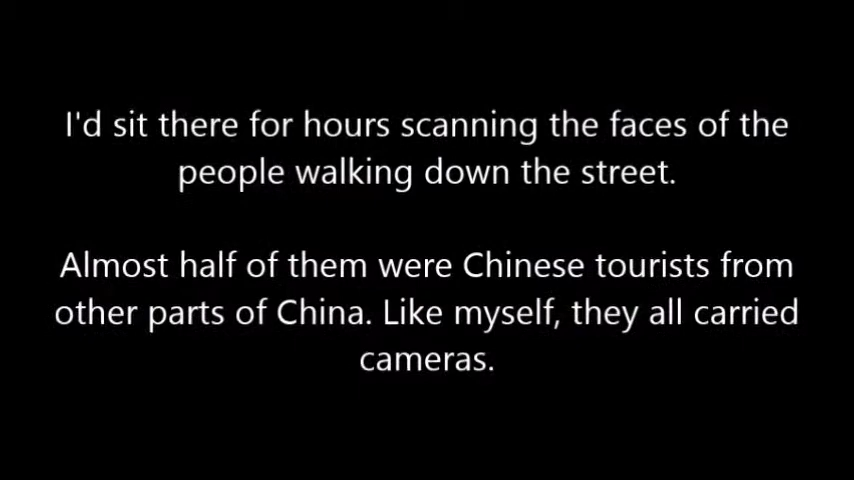 I'd sit there for hours scanning the faces of the
people walking down the street.
Almost half of them were Chinese tourists from
other parts of China. Like myself, they all carried
cameras.